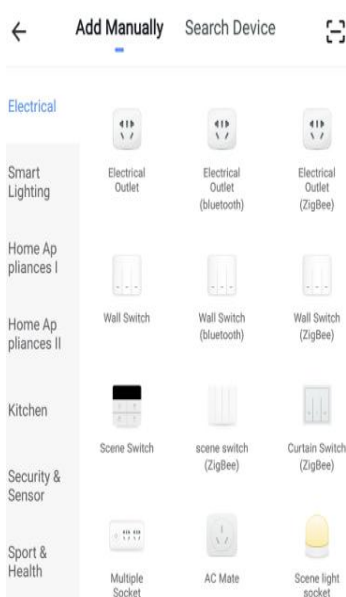 Add Manually Search Device
Electrical
Smart
Lighting
Home Ap
pliances I
Home Ap
pliances II
Kitchen
Security &
Sensor
Sport &
Health
Electrical
Outlet
Electrical
Outlet
(bluetooth)
Electrical
Outlet
(ZigBee)
Wall Switch
Wall Switch
(bluetooth)
Wall Switch
(ZigBee)
Scene Switch
scene switch
(ZigBee)
Curtain Switch
(ZigBee)
Multiple
Socket
AC Mate
Scene light
socket